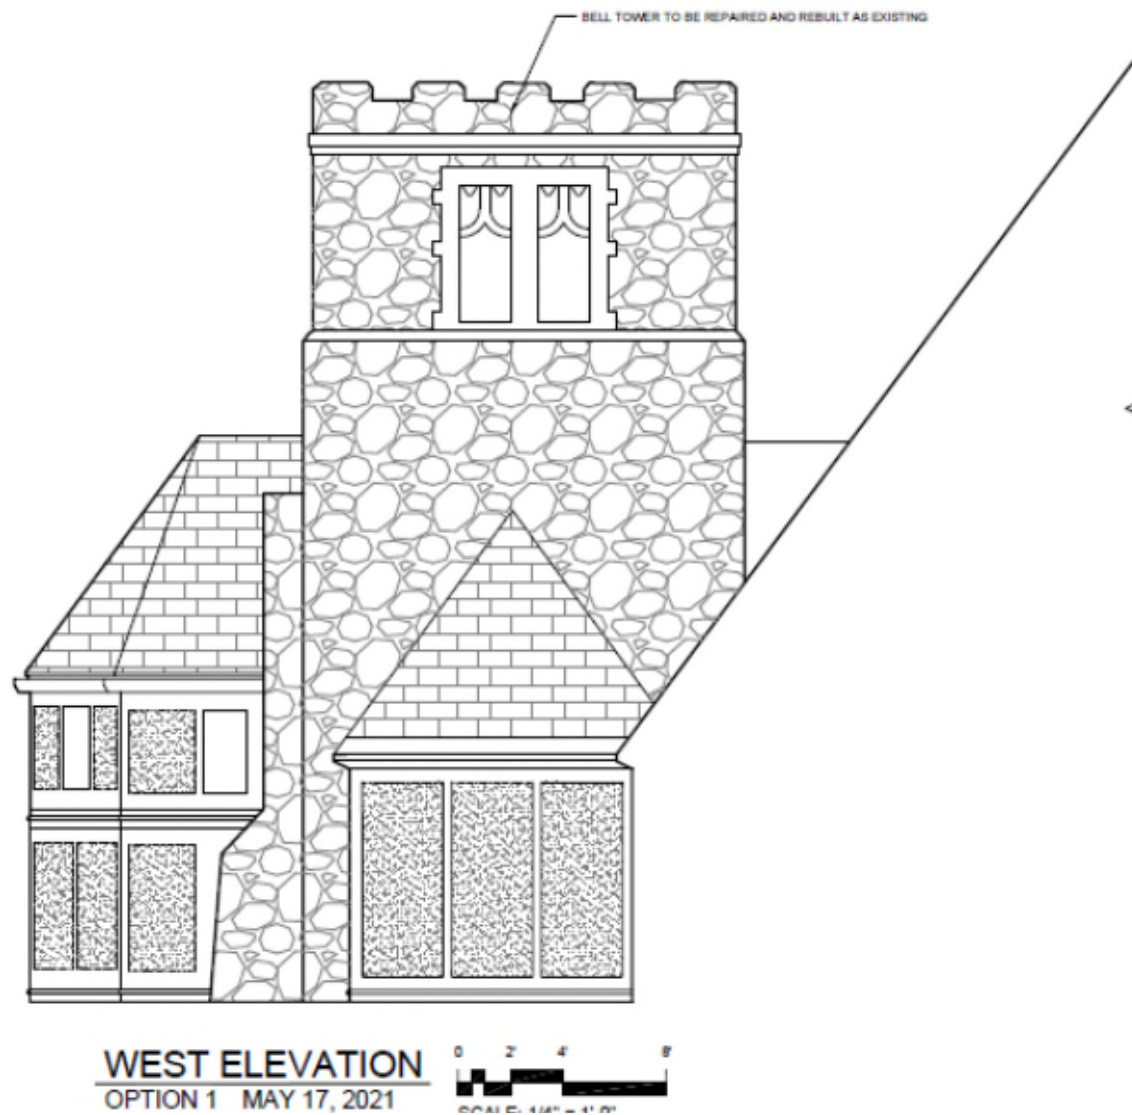 BELL TOWER TO BE REPAIRED AND REBUILT AS EXISTING
WEST ELEVATION
OPTION 1 MAY 17, 2021
0 2' 4' 8'
SCALE: 1/4" = 1'-0"